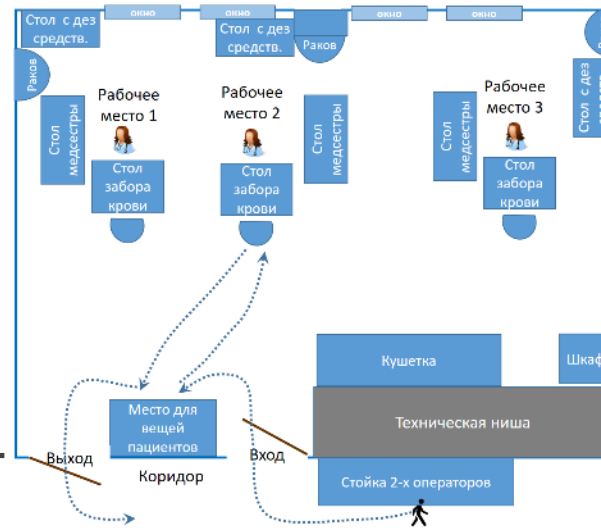 окно
окно
окно
окно
Стол с дез
средств.
Стол с дез
средств.
Раков
Раков
Стол с дез
Рабочее
место 1
Рабочее
место 2
Рабочее
место 3
Стол
медсестры
Стол
медсестры
Стол
медсестры
Стол
забора
крови
Стол
забора
крови
Стол
забора
крови
Кушетка
Шкаф
Место для
вещей
пациентов
Техническая ниша
Выход
Вход
Коридор
Стойка 2-х операторов